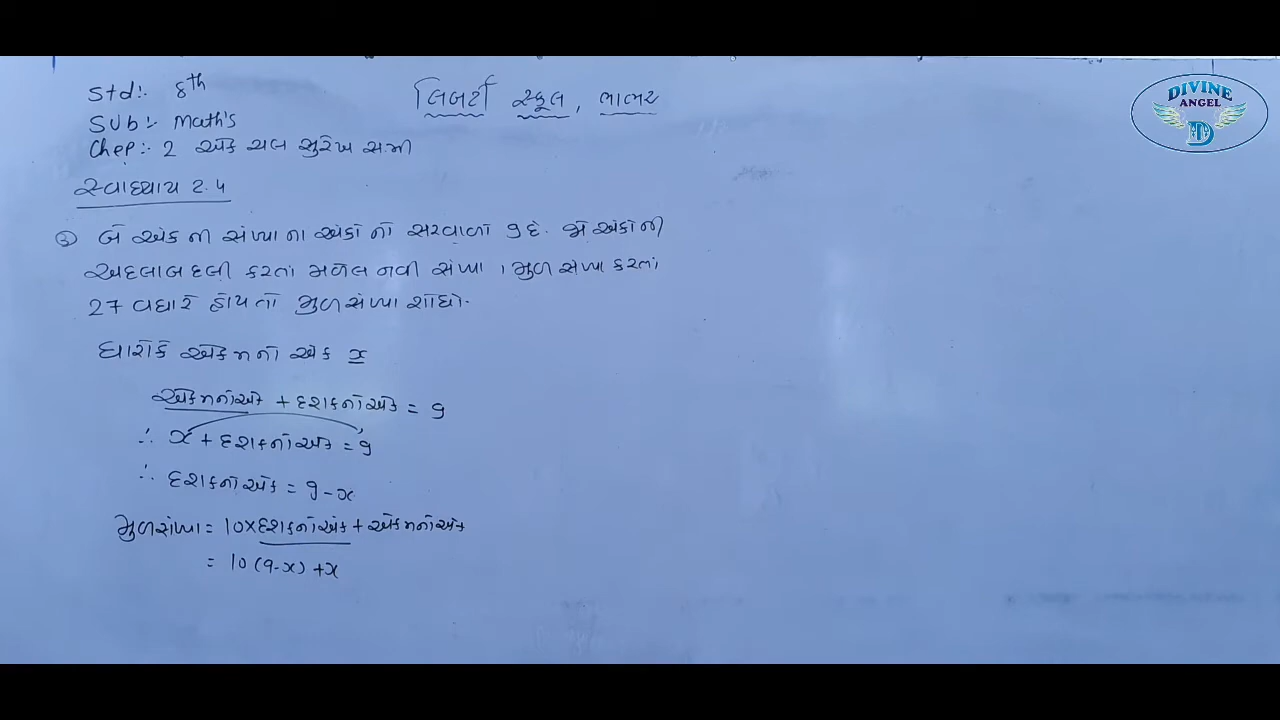 Std:- 8th
લિબર્ટી સ્કૂલ, ભાભર
Sub:- Math's
Chep:- 2 એક ચલ સુરેખ સમી
સ્વાધ્યાય 2.4
③ બે અંક ની સંખ્યા ના અંકો નો સરવાળો 9 છે. જો અંકોની
અદલાબદલી કરતાં મળેલ નવી સંખ્યા, મુળ સંખ્યા કરતાં
27 વધારે હોય તો મુળ સંખ્યા શોધો.
ધારોકે એકમનો અંક x
એકમનો અંક + દશકનો અંક = 9
∴ x + દશકનો અંક = 9
∴ દશકનો અંક = 9 - x
મુળસંખ્યા = 10 × દશકનો અંક + એકમનો અંક
= 10 (9-x) + x
DIVINE
ANGEL
D